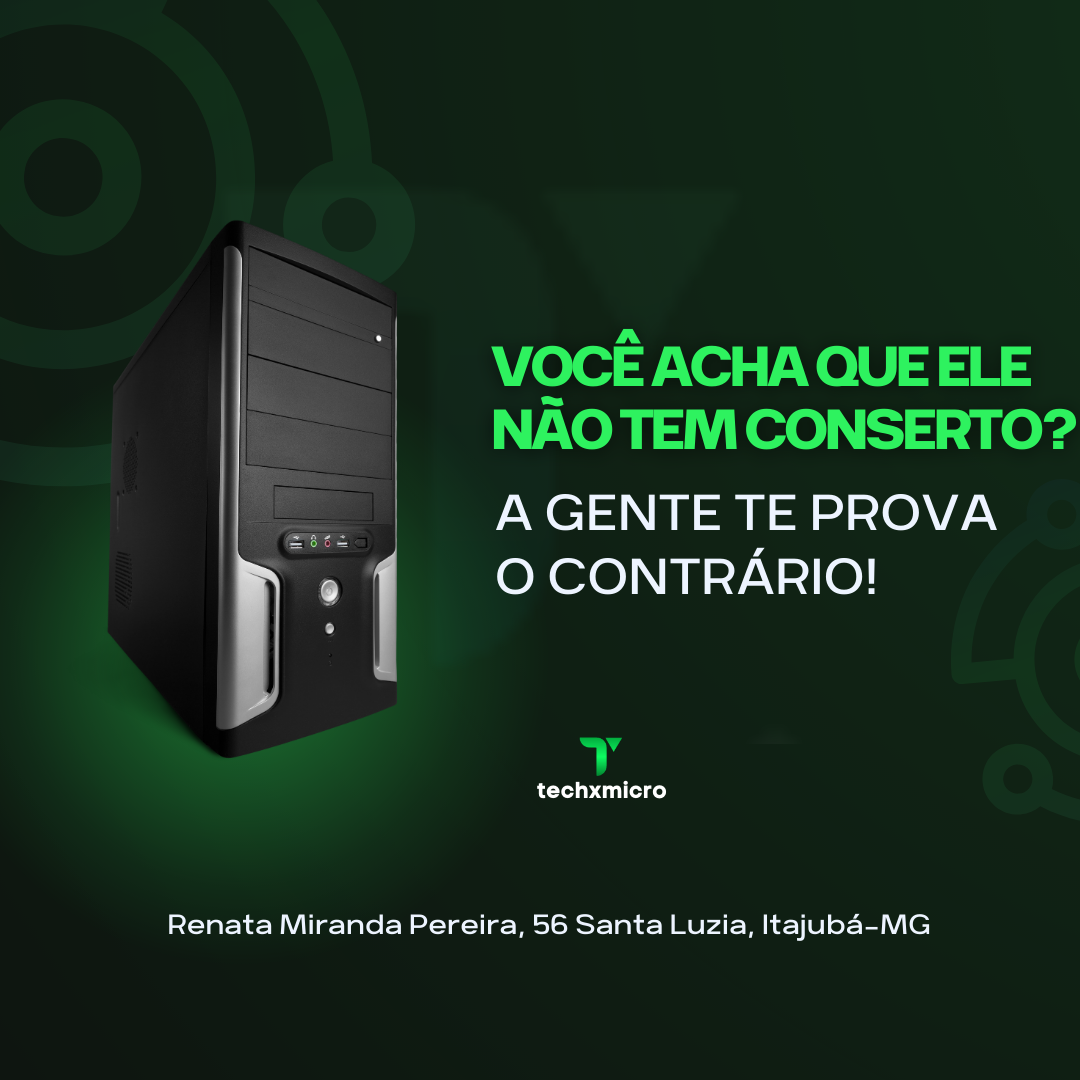 VOCÊ ACHA QUE ELE
NÃO TEM CONSERTO?
A GENTE TE PROVA
O CONTRÁRIO!
techxmicro
Renata Miranda Pereira, 56 Santa Luzia, Itajubá-MG